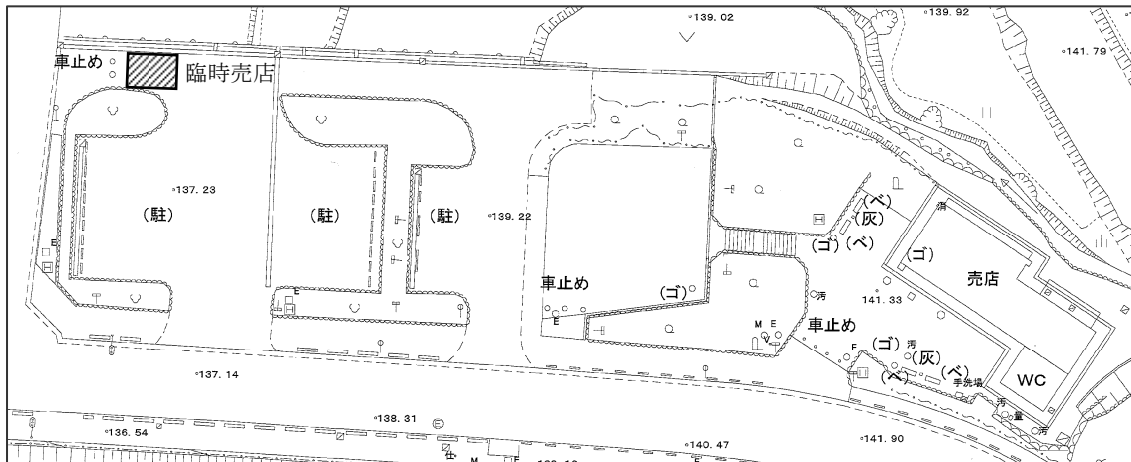 139.02
139.92
141.79
車止め
臨時売店
137.23
(駐)
(駐)
(駐)
139.22
(ベ)
(灰)
(ゴ)
(ベ)
消
(ゴ)
売店
E
E
車止め
E
(ゴ)
汚
141.33
車止め
M E
V
E
(ゴ)
汚
(灰)
(ベ)
(ベ)
手洗場
WC
汚
量
汚
137.14
138.31
136.54
140.47
141.90
M
E